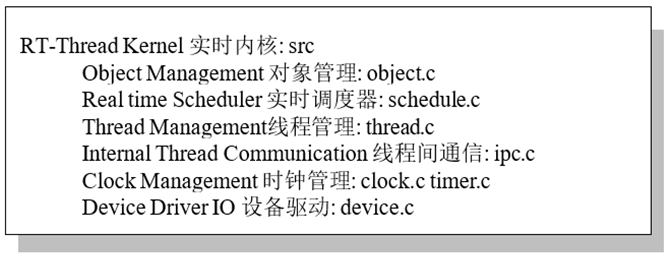 RT-Thread Kernel 实时内核: src
Object Management 对象管理: object.c
Real time Scheduler 实时调度器: schedule.c
Thread Management线程管理: thread.c
Internal Thread Communication 线程间通信: ipc.c
Clock Management 时钟管理: clock.c timer.c
Device Driver IO 设备驱动: device.c